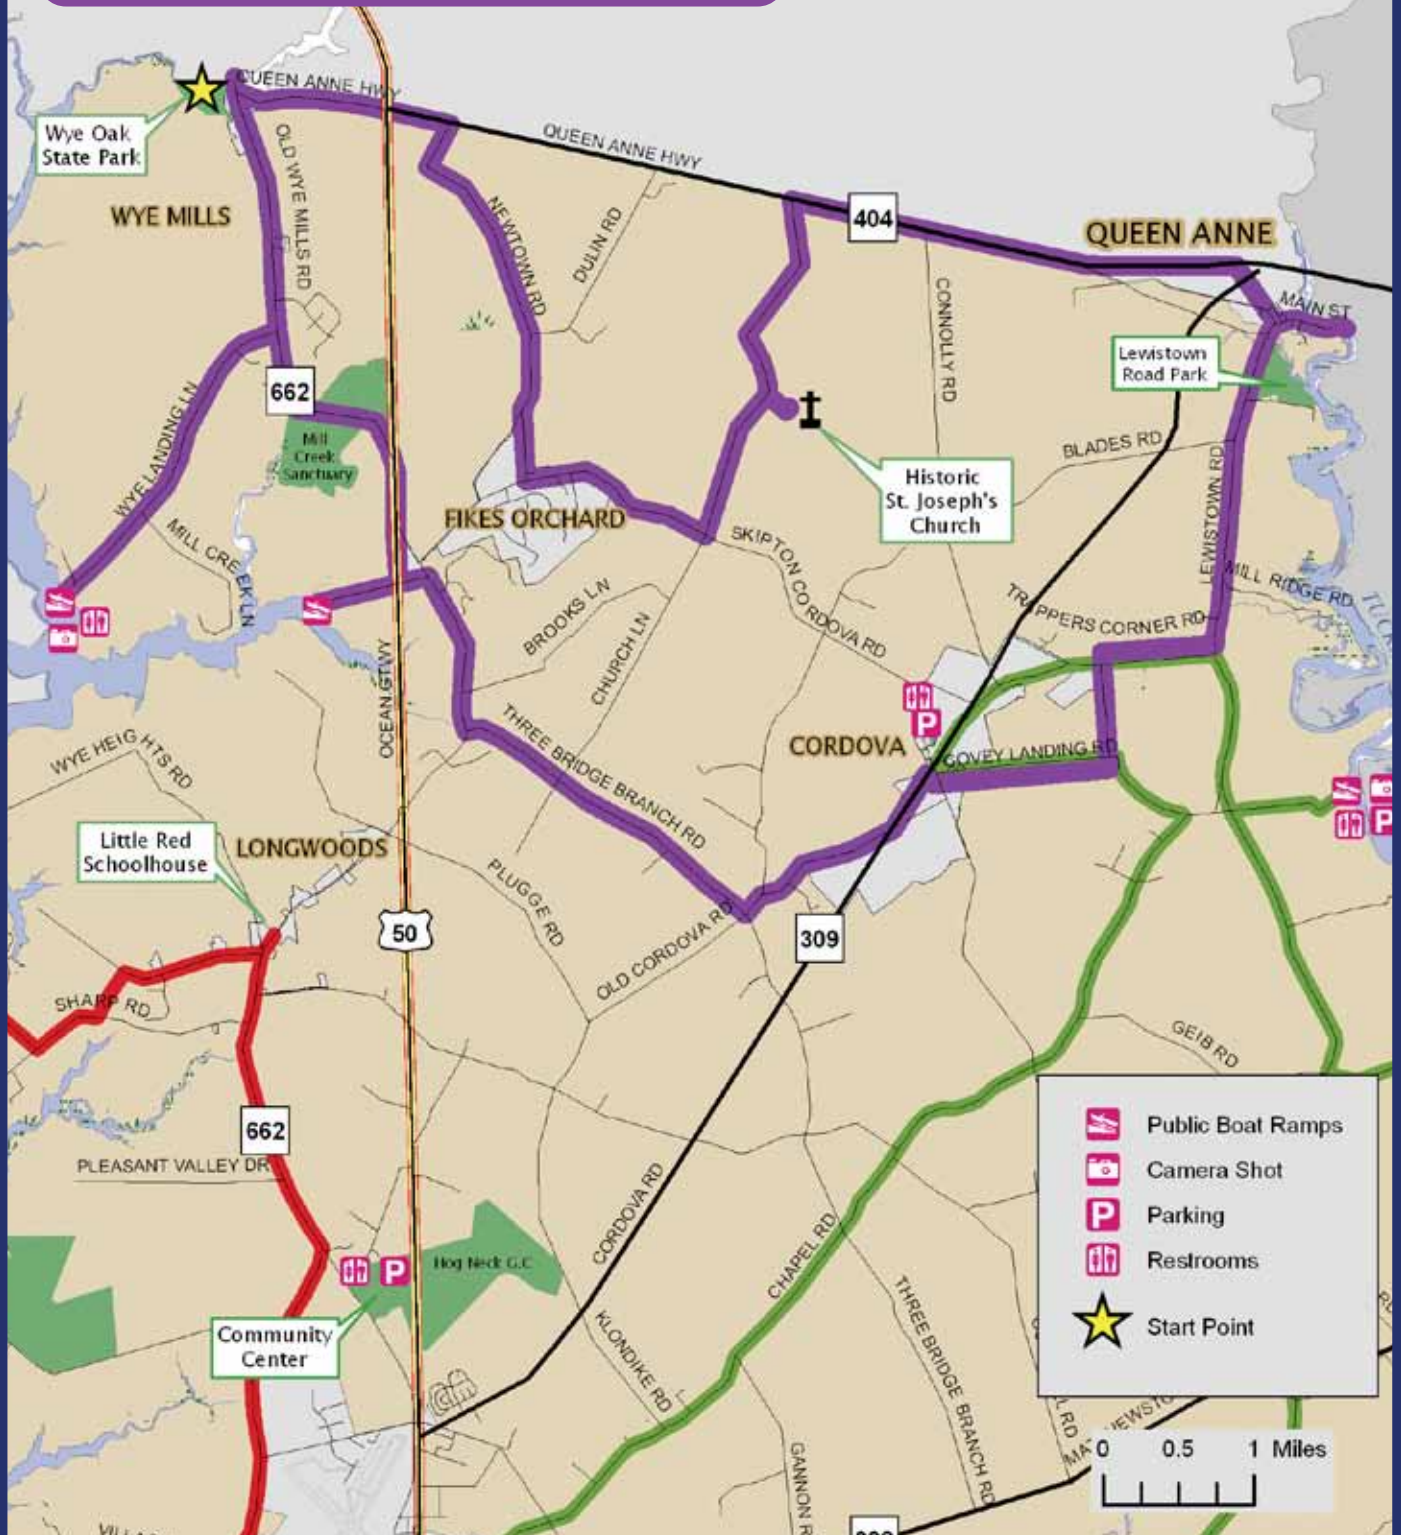 QUEEN ANNE HWY
Wye Oak
State Park
WYE MILLS
OLD WYE MILLS RD
QUEEN ANNE HWY
404
QUEEN ANNE
MAIN ST
NEWTOWN RD
DULIN RD
CONNOLLY RD
Lewistown
Road Park
662
WYE LANDING LN
Mill
Creek
Sanctuary
BLADES RD
LEWISTOWN RD
Historic
St. Joseph's
Church
FIKES ORCHARD
MILL CREEK LN
SKIPTON CORDOVA RD
MILL RIDGE RD
TRAPPERS CORNER RD
BROOKS LN
CHURCH LN
OCEAN GTWY
P
CORDOVA
COVEY LANDING RD
WYE HEIGHTS RD
THREE BRIDGE BRANCH RD
P
Little Red
Schoolhouse
LONGWOODS
PLUGGE RD
50
OLD CORDOVA RD
309
SHARP RD
GEIB RD
662
PLEASANT VALLEY DR
CORDOVA RD
CHAPEL RD
Hog Neck G.C
P
Community
Center
KLONDIKE RD
THREE BRIDGE BRANCH RD
GANNON R
Public Boat Ramps
Camera Shot
P Parking
Restrooms
Start Point
RD
0 0.5 1 Miles